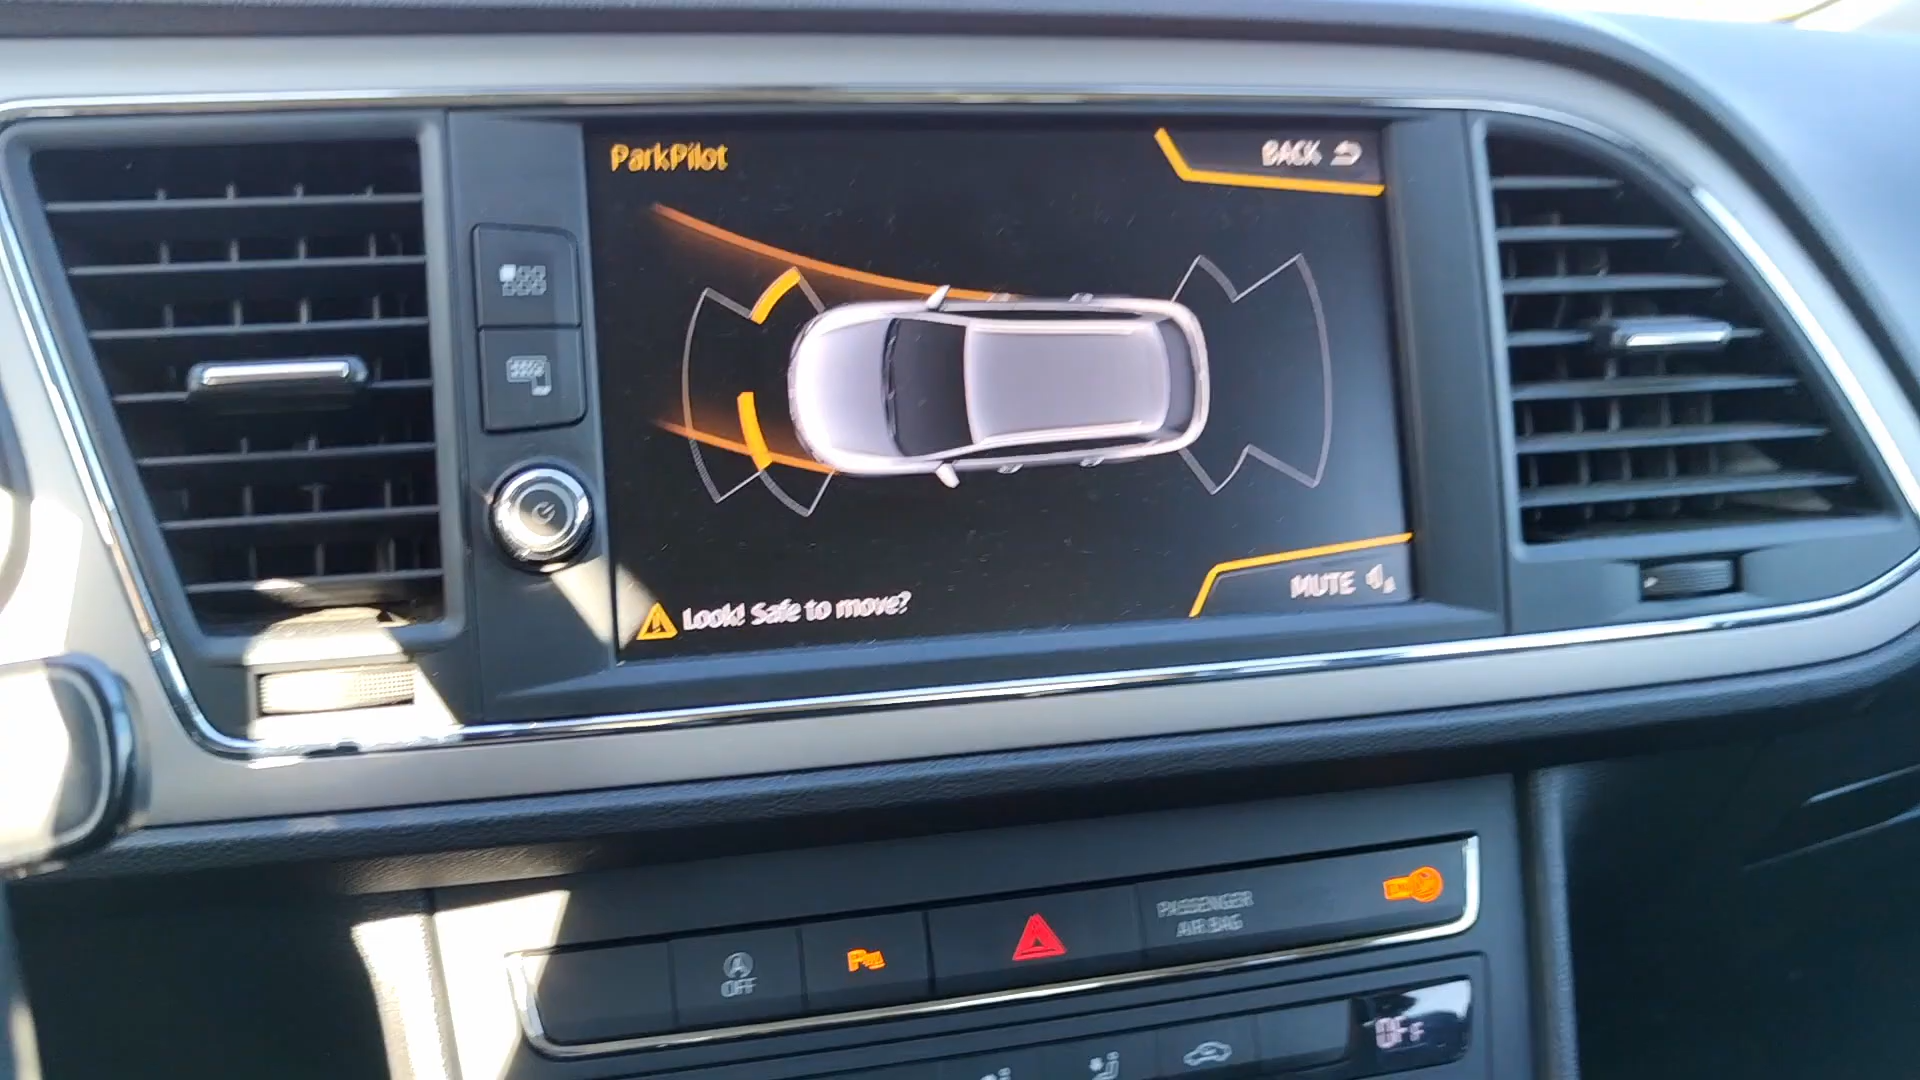 ParkPilot
BACK
Look! Safe to move?
MUTE
PASSENGER
AIR BAG
A
OFF
P
OFF